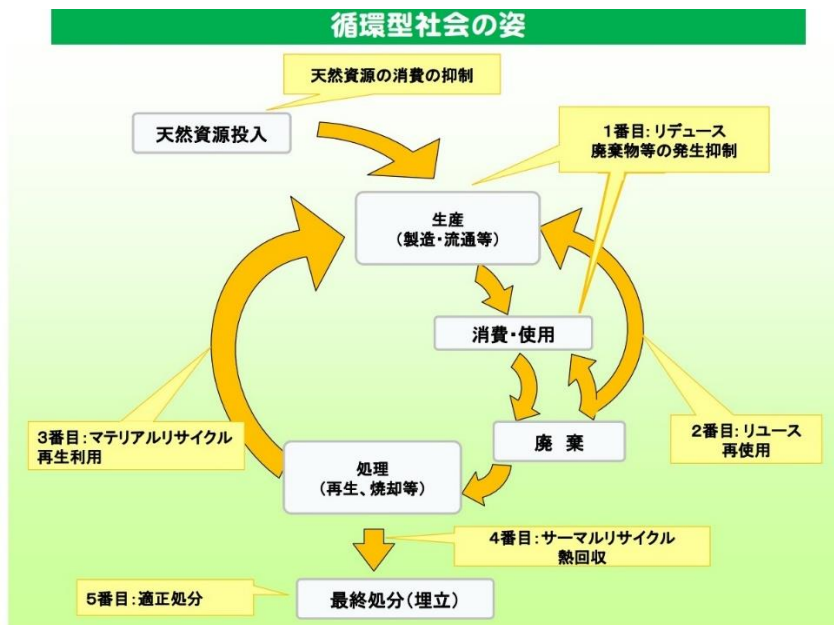 循環型社会の姿
天然資源の消費の抑制
天然資源投入
1番目：リデュース
廃棄物等の発生抑制
生産
（製造・流通等）
消費・使用
3番目：マテリアルリサイクル
再生利用
2番目：リユース
再使用
廃　棄
処理
（再生、焼却等）
4番目：サーマルリサイクル
熱回収
5番目：適正処分
最終処分（埋立）